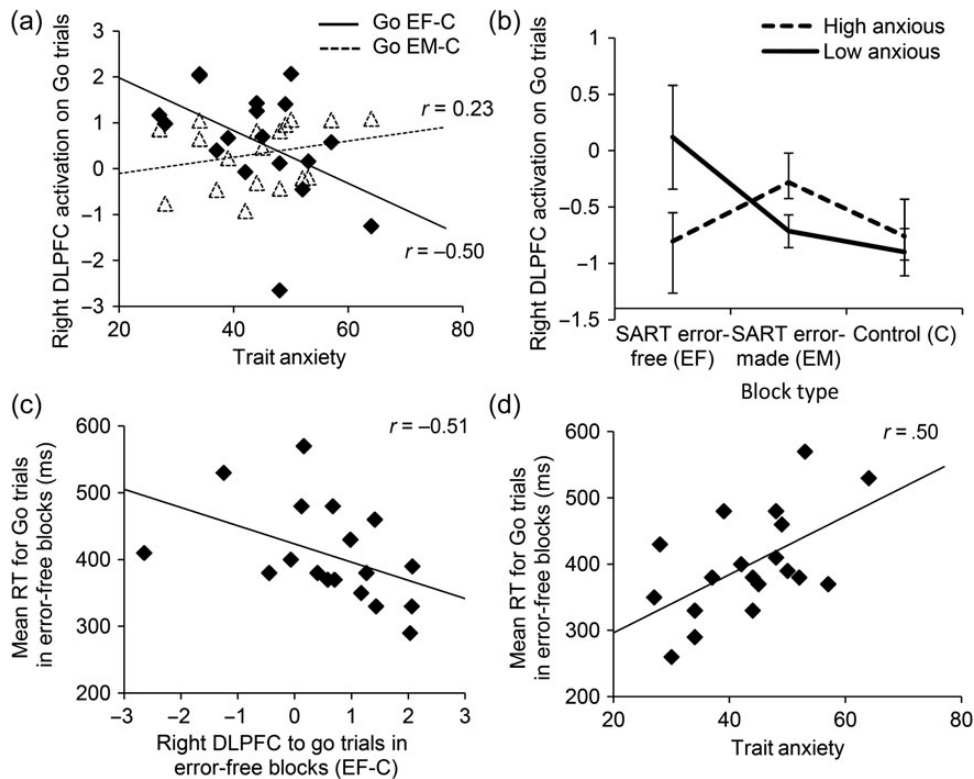 (a)
Go EF-C
Go EM-C
Right DLPFC activation on Go trials
3
2
1
0
−1
−2
−3
r = 0.23
r = −0.50
20
40
60
80
Trait anxiety
(b)
High anxious
Low anxious
Right DLPFC activation on Go trials
1
0.5
0
−0.5
−1
−1.5
SART error- SART error- Control (C)
free (EF) made (EM)
Block type
(c)
r = −0.51
Mean RT for Go trials
in error-free blocks (ms)
600
500
400
300
200
−3
−2
−1
0
1
2
3
Right DLPFC to go trials in
error-free blocks (EF-C)
(d)
r = .50
Mean RT for Go trials
in error-free blocks (ms)
600
500
400
300
200
20
40
60
80
Trait anxiety